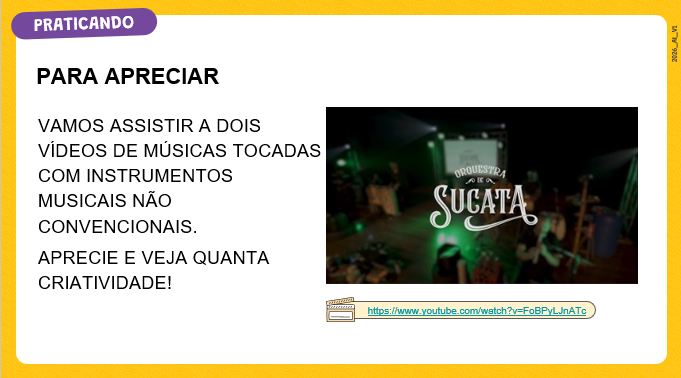 PRATICANDO
2026_AI_V1
PARA APRECIAR
VAMOS ASSISTIR A DOIS
VÍDEOS DE MÚSICAS TOCADAS
COM INSTRUMENTOS
MUSICAIS NÃO
CONVENCIONAIS.
APRECIE E VEJA QUANTA
CRIATIVIDADE!
ORQUESTRA
DE
SUCATA
https://www.youtube.com/watch?v=FoBPyLJnATc